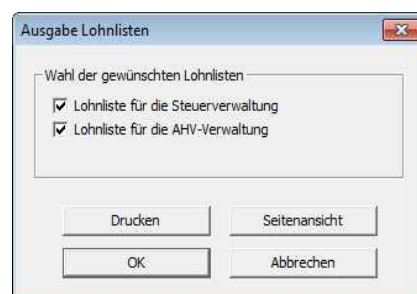 Ausgabe Lohnlisten
Wahl der gewünschten Lohnlisten
Lohnliste für die Steuerverwaltung
Lohnliste für die AHV-Verwaltung
Drucken
Seitenansicht
OK
Abbrechen